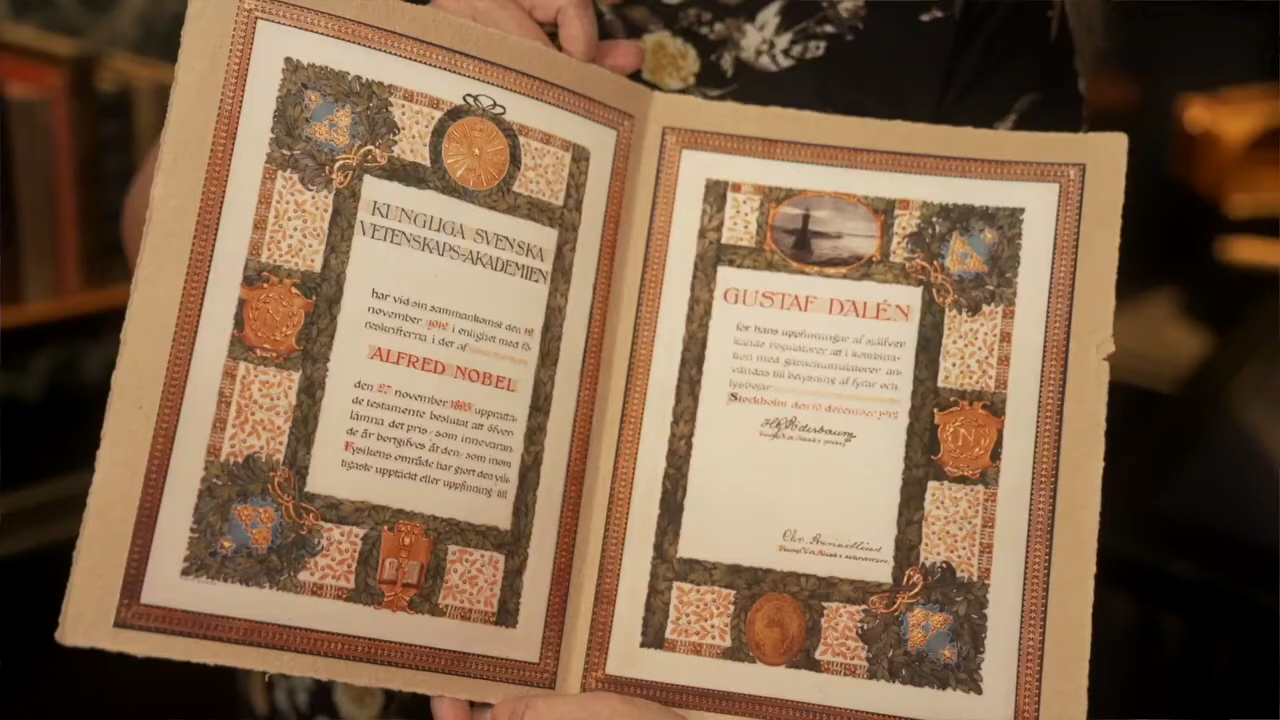 KUNGLIGA SVENSKA
VETENSKAPS-AKADEMIEN
har vid sin sammankomst den 12
november 1912 i enlighet med fö-
reskrifterna i det af
ALFRED NOBEL
den 27 november 1895 upprätta-
de testamente beslutat att öfver-
lämna det pris, som innevaran-
de år bortgifves åt den, som inom
Fysikens område har gjort den vik-
tigaste upptäckt eller uppfinning, till
GUSTAF DALÉN
för hans uppfinningar af självver-
kande regulatorer att i kombina-
tion med gasackumulatorer an-
vändas till belysning af fyrar och
lysbojar
Stockholm den 10 december 1912
H G Söderbaum
Chr. Aurivillius